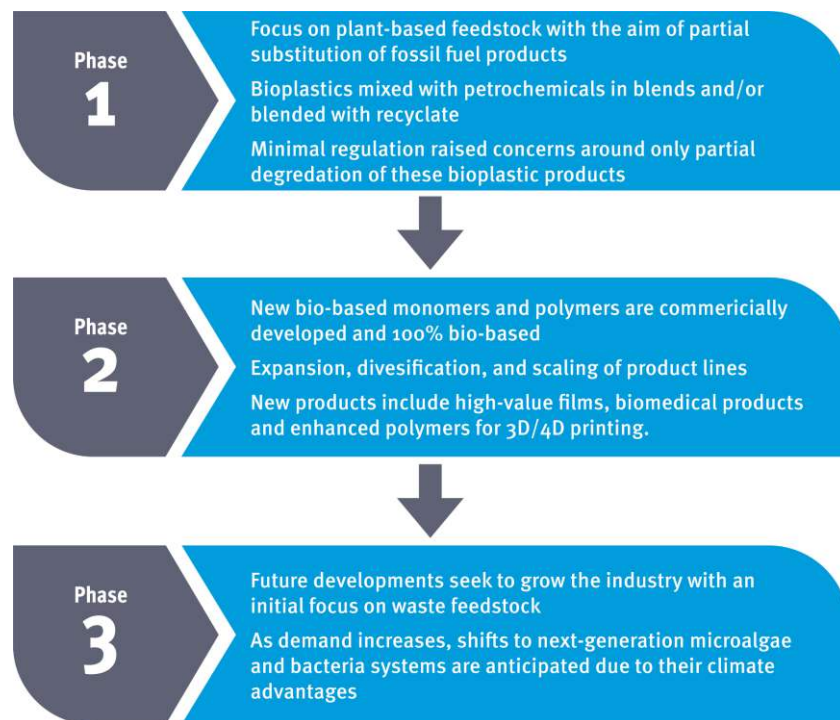 Phase
1
Focus on plant-based feedstock with the aim of partial
substitution of fossil fuel products
Bioplastics mixed with petrochemicals in blends and/or
blended with recyclate
Minimal regulation raised concerns around only partial
degredation of these bioplastic products
Phase
2
New bio-based monomers and polymers are commericially
developed and 100% bio-based
Expansion, divesification, and scaling of product lines
New products include high-value films, biomedical products
and enhanced polymers for 3D/4D printing.
Phase
3
Future developments seek to grow the industry with an
initial focus on waste feedstock
As demand increases, shifts to next-generation microalgae
and bacteria systems are anticipated due to their climate
advantages